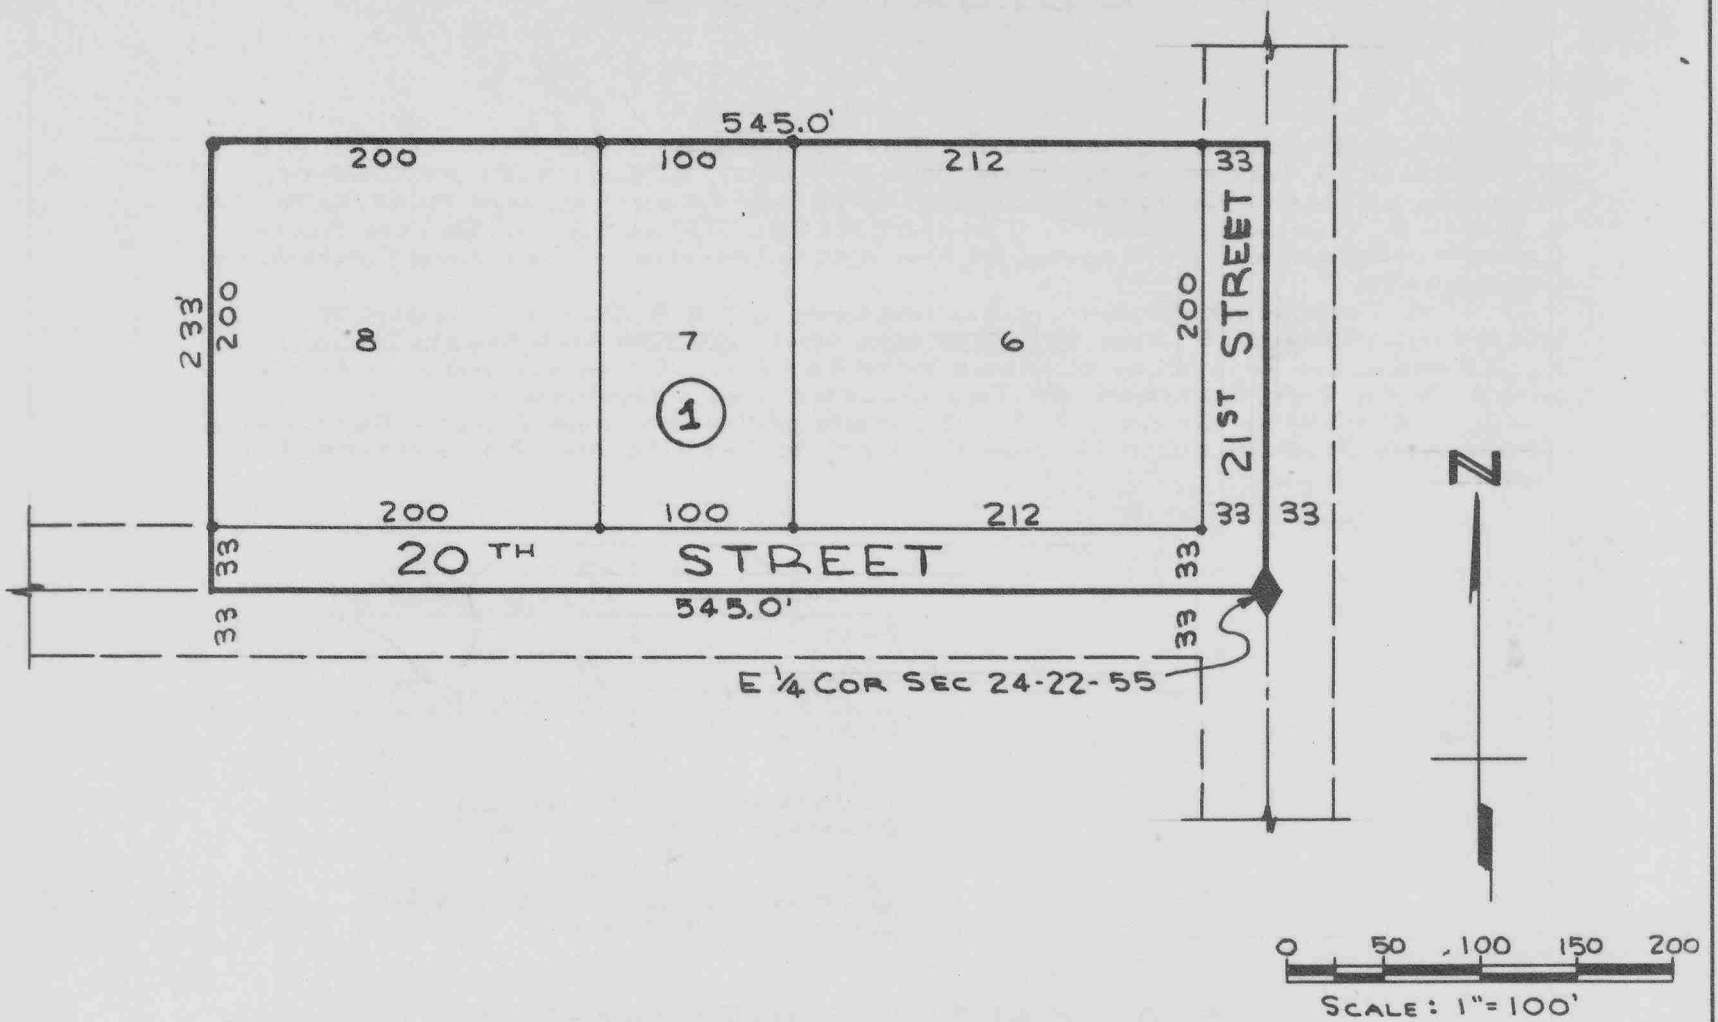 545.0'
200 100 212 33
233'
200
8 7 6
200
21ST STREET
1
N
200 100 212 33 33
33
20TH STREET
33
545.0'
33
33
E 1/4 COR SEC 24-22-55
0 50 100 150 200
SCALE: 1"=100'